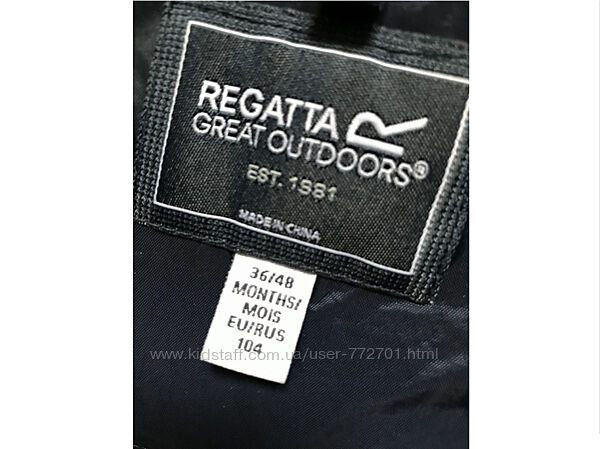 REGATTA
GREAT OUTDOORS®
EST. 1981
MADE IN CHINA
36/48
MONTHS/
MOIS
EU/RUS
104
www.kidstaff.com.ua/user-772701.html